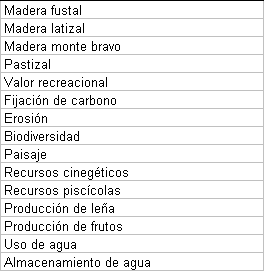 Madera fustal
Madera latizal
Madera monte bravo
Pastizal
Valor recreacional
Fijación de carbono
Erosión
Biodiversidad
Paisaje
Recursos cinegéticos
Recursos piscícolas
Producción de leña
Producción de frutos
Uso de agua
Almacenamiento de agua